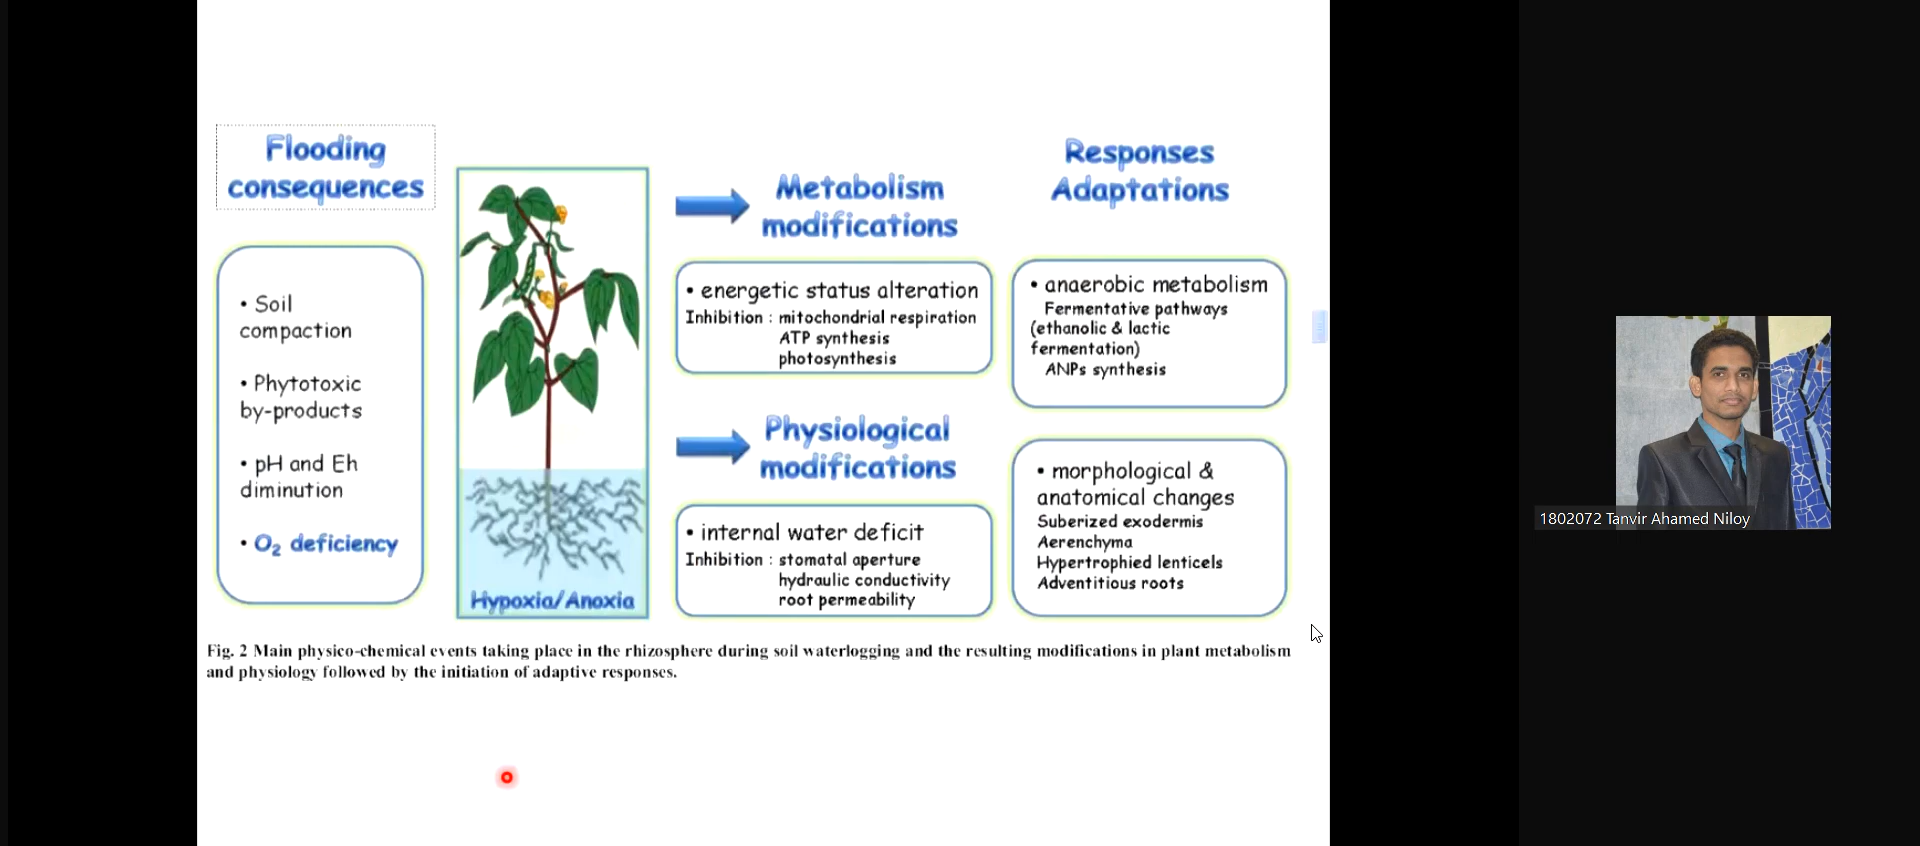 Flooding
consequences
• Soil
compaction
• Phytotoxic
by-products
• pH and Eh
diminution
• O₂ deficiency
Hypoxia/Anoxia
Metabolism
modifications
• energetic status alteration
Inhibition : mitochondrial respiration
ATP synthesis
photosynthesis
Physiological
modifications
• internal water deficit
Inhibition : stomatal aperture
hydraulic conductivity
root permeability
Responses
Adaptations
• anaerobic metabolism
Fermentative pathways
(ethanolic & lactic
fermentation)
ANPs synthesis
• morphological &
anatomical changes
Suberized exodermis
Aerenchyma
Hypertrophied lenticels
Adventitious roots
Fig. 2 Main physico-chemical events taking place in the rhizosphere during soil waterlogging and the resulting modifications in plant metabolism
and physiology followed by the initiation of adaptive responses.
1802072 Tanvir Ahamed Niloy